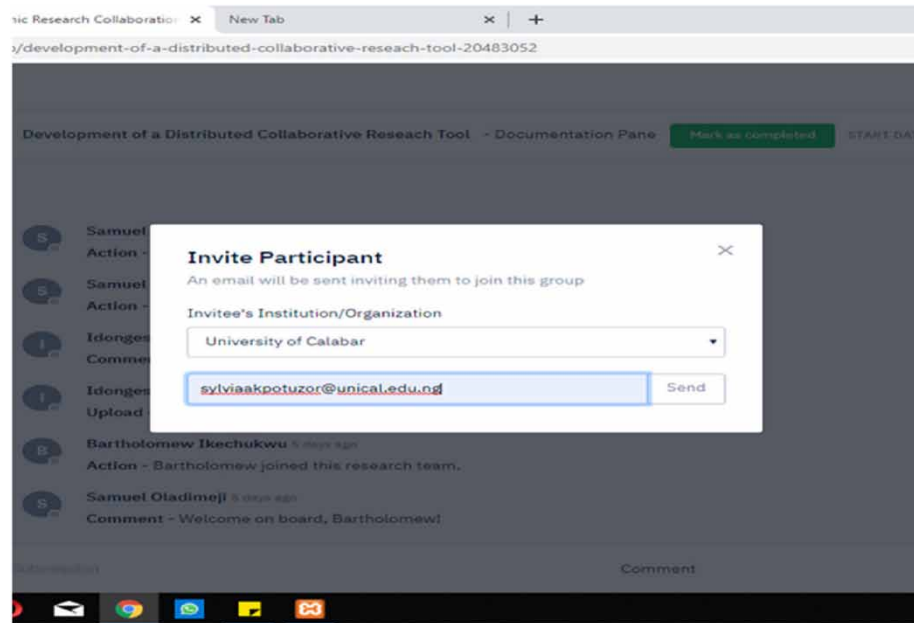 nic Research Collaboratio × New Tab × +
o/development-of-a-distributed-collaborative-reseach-tool-20483052
Development of a Distributed Collaborative Reseach Tool - Documentation Pane Mark as completed START DA
S Samuel
Action -
S Samuel
Action -
I Idonges
Commer
I Idonges
Upload -
Invite Participant ×
An email will be sent inviting them to join this group
Invitee's Institution/Organization
University of Calabar
sylviaakpotuzor@unical.edu.ng Send
B Bartholomew Ikechukwu 5 days ago
Action - Bartholomew joined this research team.
S Samuel Oladimeji 5 days ago
Comment - Welcome on board, Bartholomew!
Comment